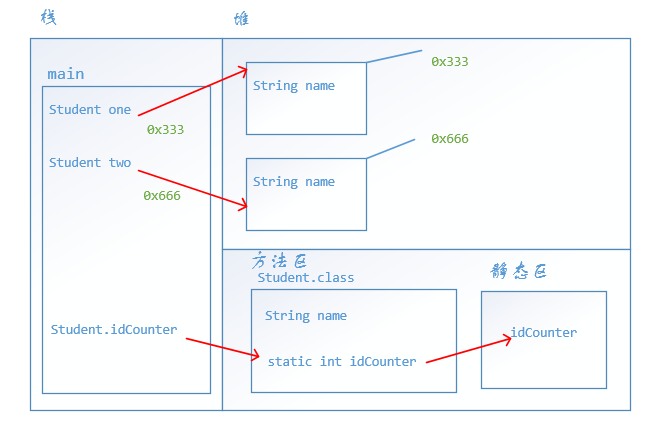 栈
堆
main
Student one
0x333
Student two
0x666
Student.idCounter
String name
0x333
String name
0x666
方法区
Student.class
String name
static int idCounter
静态区
idCounter